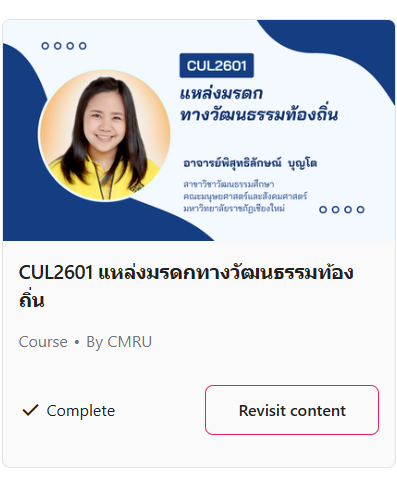 CUL2601
แหล่งมรดก
ทางวัฒนธรรมท้องถิ่น
อาจารย์พิสุทธิลักษณ์ บุญโต
สาขาวิชาวัฒนธรรมศึกษา
คณะมนุษยศาสตร์และสังคมศาสตร์
มหาวิทยาลัยราชภัฏเชียงใหม่
CUL2601 แหล่งมรดกทางวัฒนธรรมท้อง
ถิ่น
Course • By CMRU
Complete
Revisit content